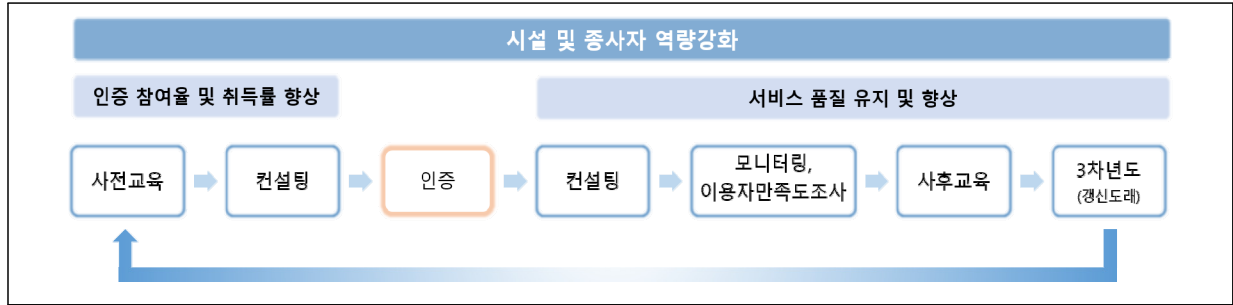 시설 및 종사자 역량강화
인증 참여율 및 취득률 향상
서비스 품질 유지 및 향상
사전교육
컨설팅
인증
컨설팅
모니터링,
이용자만족도조사
사후교육
3차년도
(갱신도래)